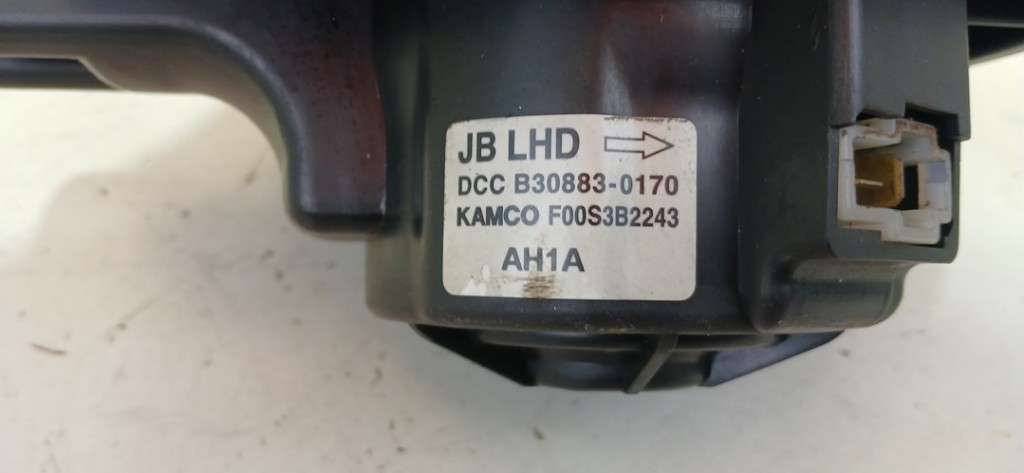 JB LHD
DCC B30883-0170
KAMCO F00S3B2243
AH1A